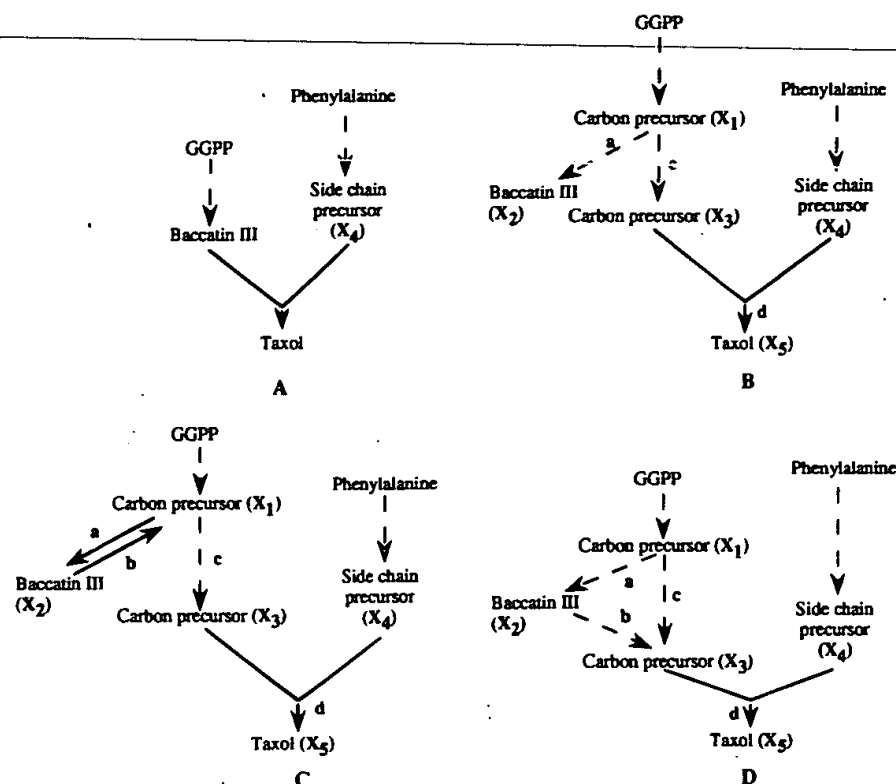 GGPP
Phenylalanine
Side chain
precursor
(X4)
Baccatin III
Taxol
A
GGPP
Carbon precursor (X1)
a
c
Baccatin III
(X2)
Carbon precursor (X3)
Phenylalanine
Side chain
precursor
(X4)
d
Taxol (X5)
B
GGPP
Carbon precursor (X1)
a
b
c
Baccatin III
(X2)
Carbon precursor (X3)
Phenylalanine
Side chain
precursor
(X4)
d
Taxol (X5)
C
GGPP
Carbon precursor (X1)
a
c
Baccatin III
(X2)
b
Carbon precursor (X3)
Phenylalanine
Side chain
precursor
(X4)
d
Taxol (X5)
D